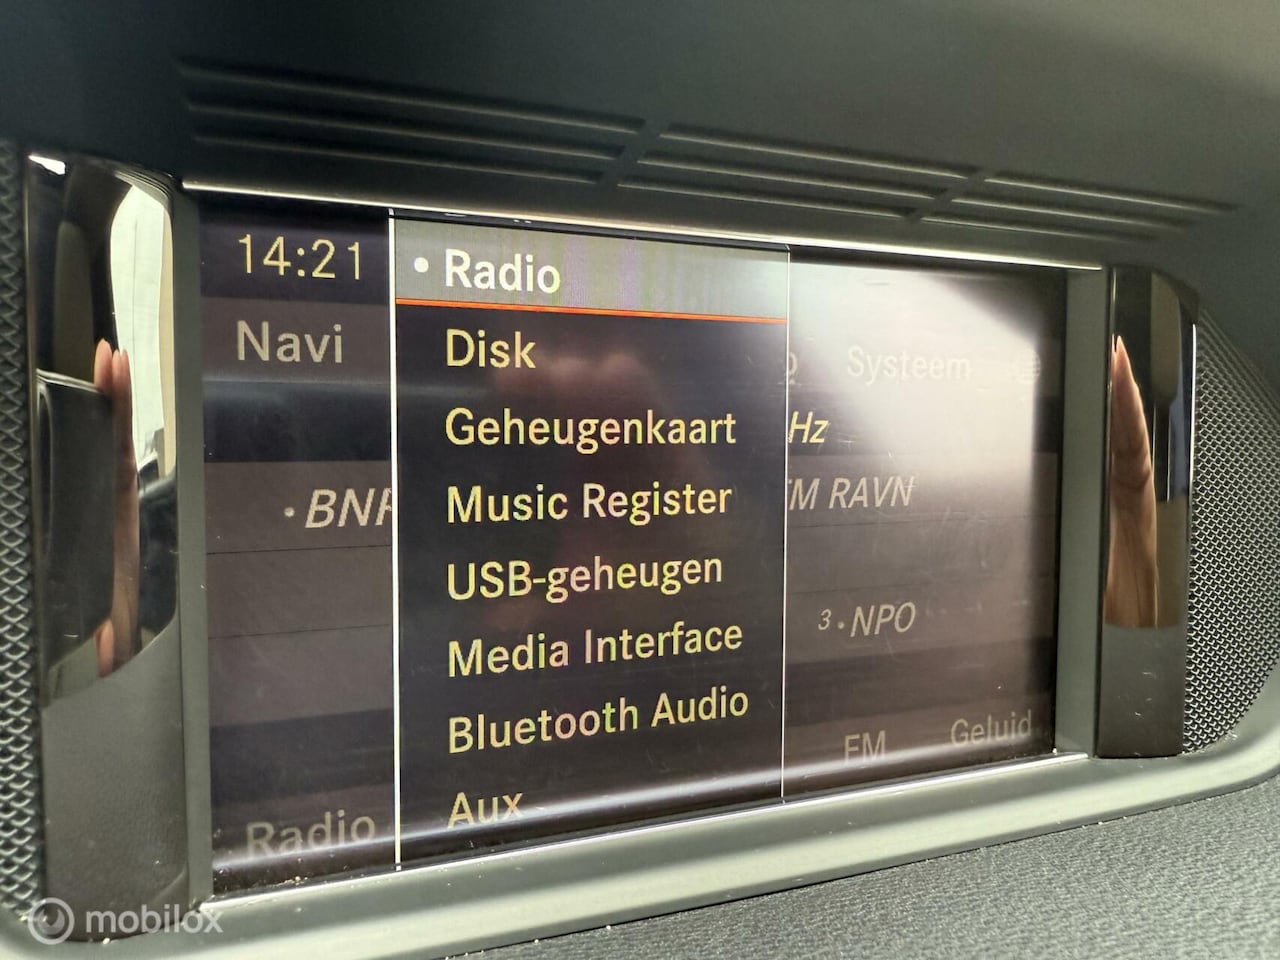 14:21
Navi
• Radio
Disk
Geheugenkaart
Music Register
USB-geheugen
Media Interface
Bluetooth Audio
Aux
Systeem
Hz
RAVN
3 • NPO
Radio
FM
Geluid
mobilox